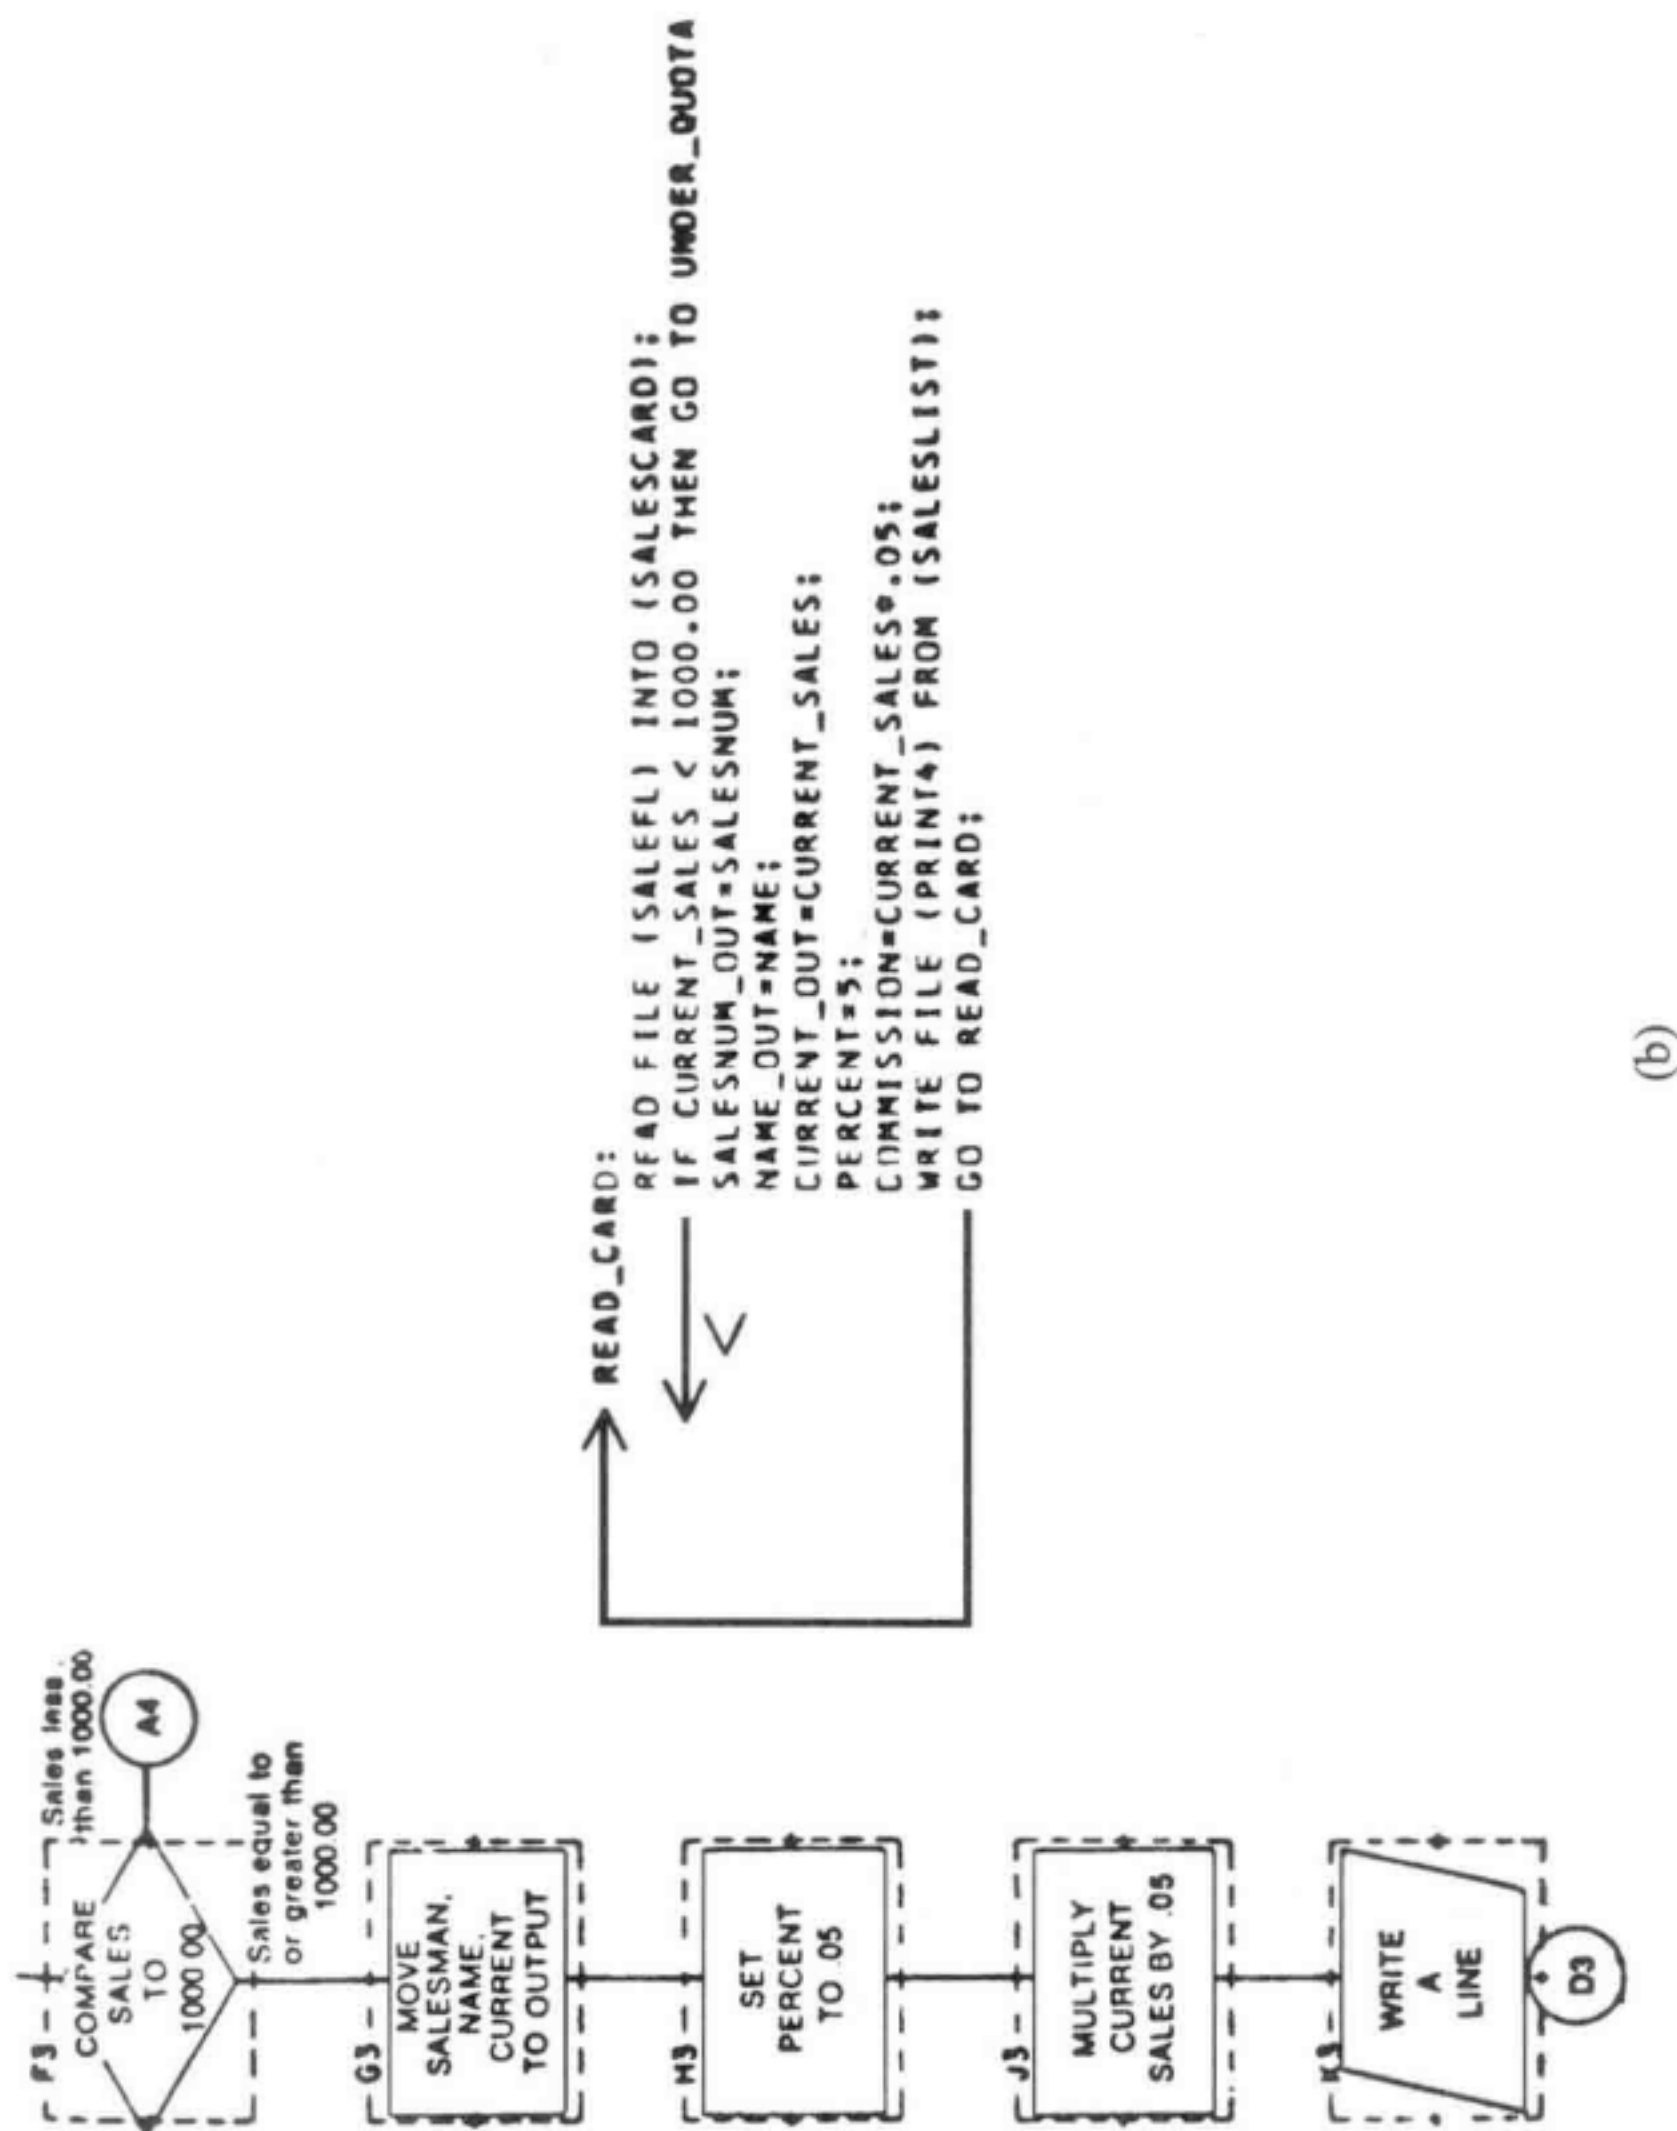 F3
COMPARE
SALES
TO
1000 00
Sales less
than 1000.00
A4
Sales equal to
or greater than
1000.00
G3
MOVE
SALESMAN,
NAME,
CURRENT
TO OUTPUT
H3
SET
PERCENT
TO .05
J3
MULTIPLY
CURRENT
SALES BY .05
K3
WRITE
A
LINE
D3
READ_CARD:
READ FILE (SALEFL) INTO (SALESCARD);
IF CURRENT_SALES < 1000.00 THEN GO TO UNDER_QUOTA
SALESNUM_OUT=SALESNUM;
NAME_OUT=NAME;
CURRENT_OUT=CURRENT_SALES;
PERCENT=5;
COMMISSION=CURRENT_SALES*.05;
WRITE FILE (PRINT4) FROM (SALESLIST);
GO TO READ_CARD;
<
(b)